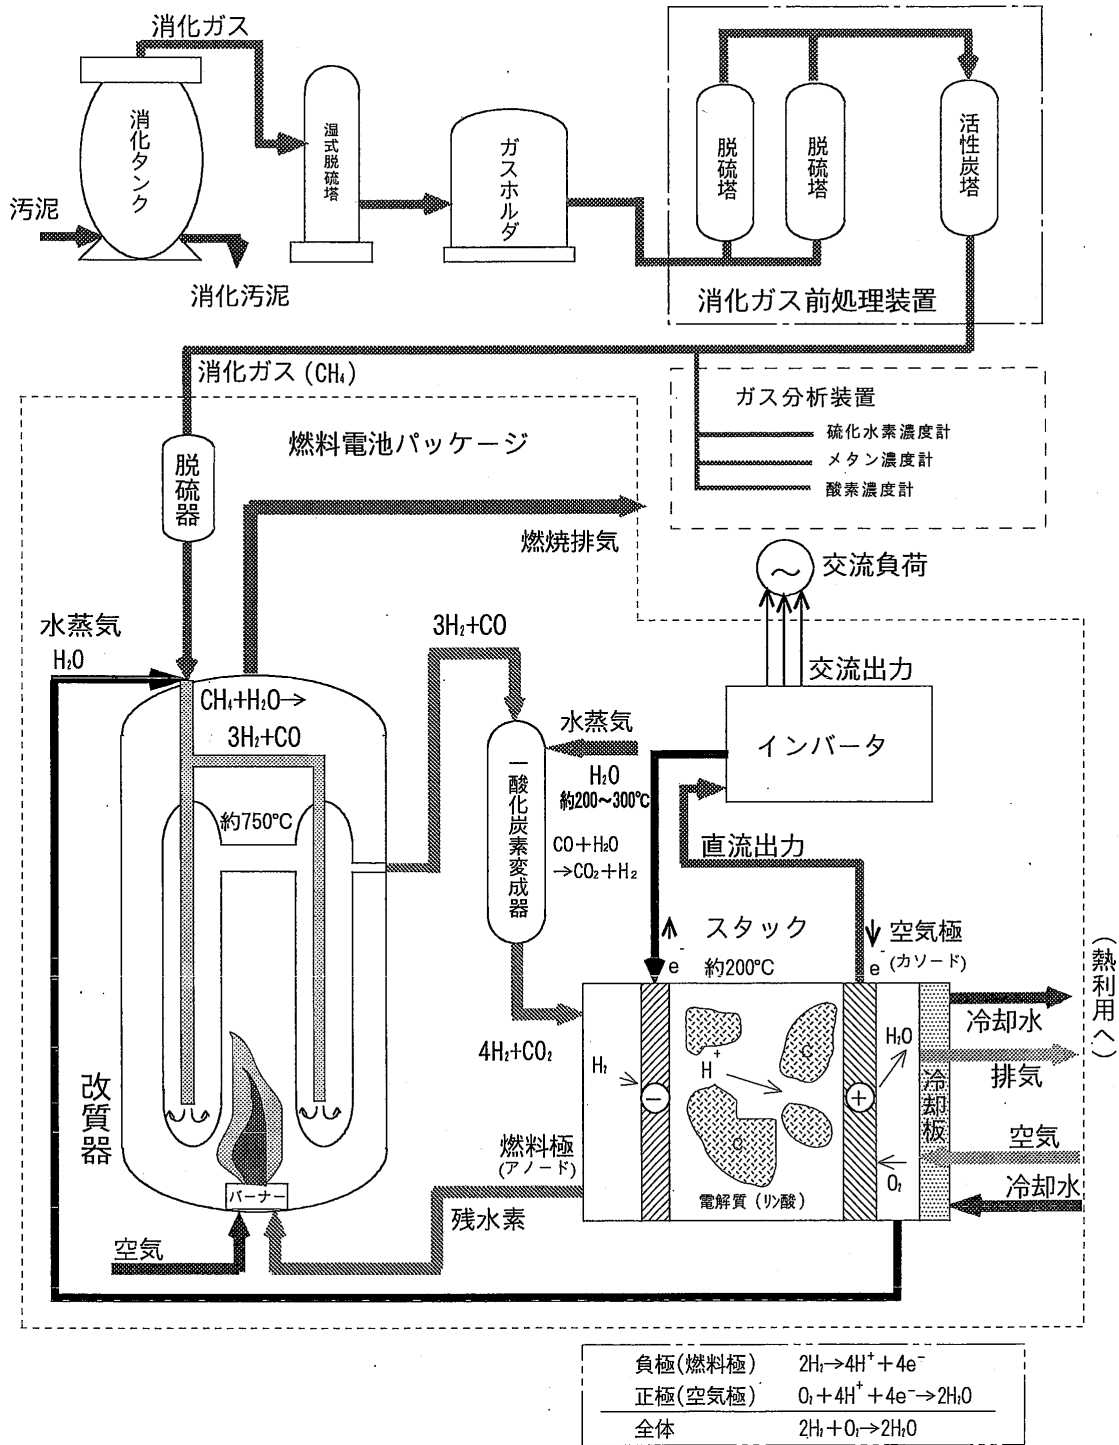 消化ガス
消化タンク
湿式脱硫塔
ガスホルダ
脱硫塔
脱硫塔
活性炭塔
汚泥
消化汚泥
消化ガス前処理装置
消化ガス(CH₄)
ガス分析装置
硫化水素濃度計
メタン濃度計
酸素濃度計
燃料電池パッケージ
脱硫器
燃焼排気
交流負荷
~
水蒸気
H₂O
CH₄+H₂O→
3H₂+CO
3H₂+CO
交流出力
インバータ
水蒸気
H₂O
約200~300℃
一酸化炭素変成器
CO+H₂O
→CO₂+H₂
約750℃
直流出力
スタック
約200℃
e⁻
e⁻
空気極
(カソード)
(熱利用へ)
4H₂+CO₂
H₂
H⁺
C
C
−
+
H₂O
O₂
冷却板
冷却水
排気
空気
冷却水
電解質(リン酸)
燃料極
(アノード)
改質器
バーナー
残水素
空気
負極(燃料極) 2H₂→4H⁺+4e⁻
正極(空気極) O₂+4H⁺+4e⁻→2H₂O
全体 2H₂+O₂→2H₂O